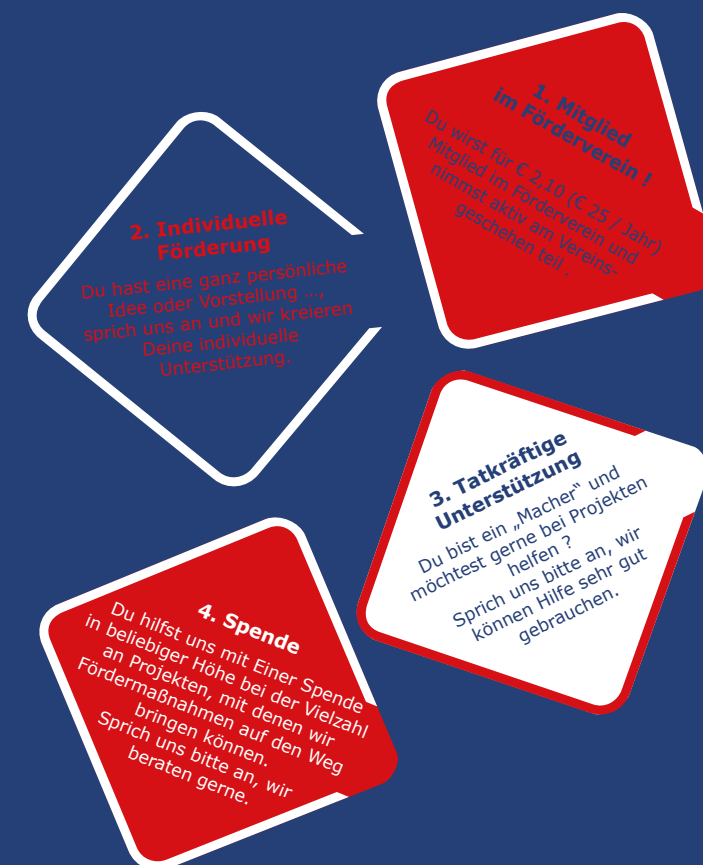 1. Mitglied
im Förderverein !
Du wirst für € 2,10 (€ 25 / Jahr)
Mitglied im Förderverein und
nimmst aktiv am Vereins-
geschehen teil .
2. Individuelle
Förderung
Du hast eine ganz persönliche
Idee oder Vorstellung ...,
sprich uns an und wir kreieren
Deine individuelle
Unterstützung.
3. Tatkräftige
Unterstützung
Du bist ein „Macher“ und
möchtest gerne bei Projekten
helfen ?
Sprich uns bitte an, wir
können Hilfe sehr gut
gebrauchen.
4. Spende
Du hilfst uns mit Einer Spende
in beliebiger Höhe bei der Vielzahl
an Projekten, mit denen wir
Fördermaßnahmen auf den Weg
bringen können.
Sprich uns bitte an, wir
beraten gerne.